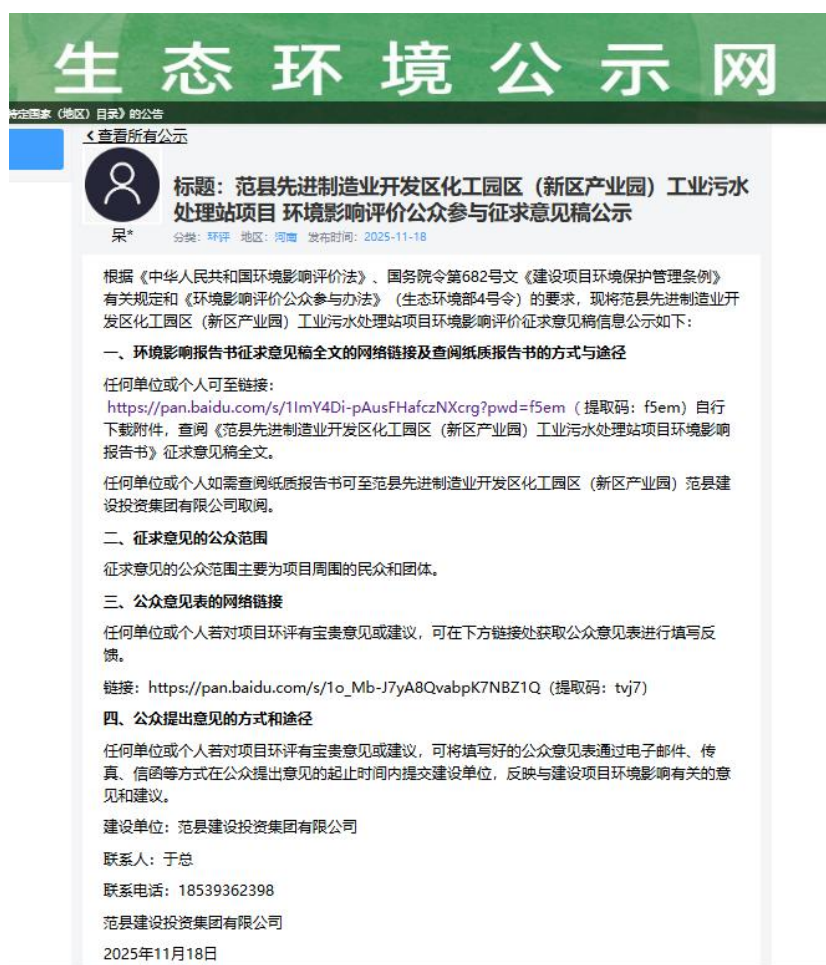 生态环境公示网
特定国家（地区）目录》的公告
查看所有公示
呆*
标题：范县先进制造业开发区化工园区（新区产业园）工业污水
处理站项目 环境影响评价公众参与征求意见稿公示
分类：环评 地区：河南 发布时间：2025-11-18
根据《中华人民共和国环境影响评价法》、国务院令第682号文《建设项目环境保护管理条例》
有关规定和《环境影响评价公众参与办法》（生态环境部4号令）的要求，现将范县先进制造业开
发区化工园区（新区产业园）工业污水处理站项目环境影响评价征求意见稿信息公示如下：
一、环境影响报告书征求意见稿全文的网络链接及查阅纸质报告书的方式与途径
任何单位或个人可至链接：
https://pan.baidu.com/s/1ImY4Di-pAusFHafczNXcrg?pwd=f5em（ 提取码：f5em）自行
下载附件，查阅《范县先进制造业开发区化工园区（新区产业园）工业污水处理站项目环境影响
报告书》征求意见稿全文。
任何单位或个人如需查阅纸质报告书可至范县先进制造业开发区化工园区（新区产业园）范县建
设投资集团有限公司取阅。
二、征求意见的公众范围
征求意见的公众范围主要为项目周围的民众和团体。
三、公众意见表的网络链接
任何单位或个人若对项目环评有宝贵意见或建议，可在下方链接处获取公众意见表进行填写反
馈。
链接：https://pan.baidu.com/s/1o_Mb-J7yA8QvabpK7NBZ1Q（提取码：tvj7）
四、公众提出意见的方式和途径
任何单位或个人若对项目环评有宝贵意见或建议，可将填写好的公众意见表通过电子邮件、传
真、信函等方式在公众提出意见的起止时间内提交建设单位，反映与建设项目环境影响有关的意
见和建议。
建设单位：范县建设投资集团有限公司
联系人：于总
联系电话：18539362398
范县建设投资集团有限公司
2025年11月18日